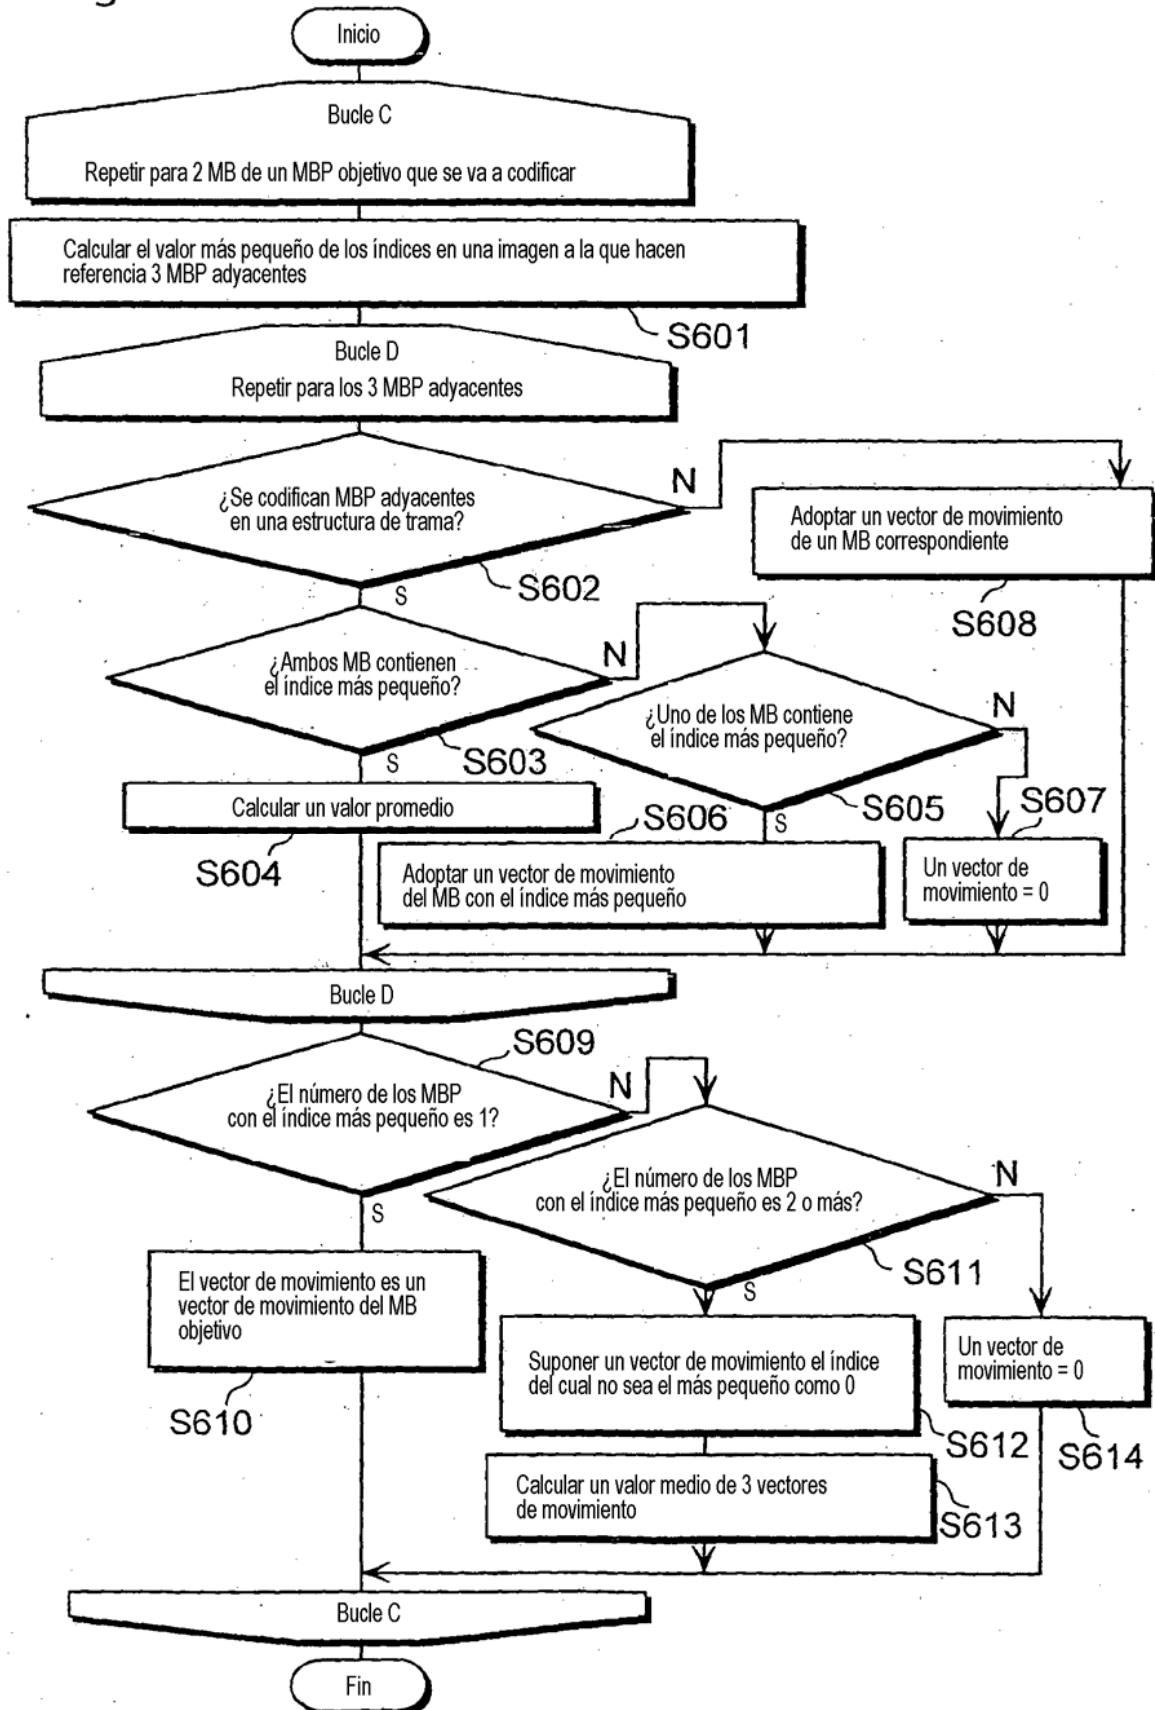 Inicio
Bucle C
Repetir para 2 MB de un MBP objetivo que se va a codificar
Calcular el valor más pequeño de los índices en una imagen a la que hacen
referencia 3 MBP adyacentes
S601
Bucle D
Repetir para los 3 MBP adyacentes
¿Se codifican MBP adyacentes
en una estructura de trama?
N
S
S602
Adoptar un vector de movimiento
de un MB correspondiente
S608
¿Ambos MB contienen
el índice más pequeño?
N
S
S603
¿Uno de los MB contiene
el índice más pequeño?
N
S
S605
Calcular un valor promedio
S604
S606
Adoptar un vector de movimiento
del MB con el índice más pequeño
S607
Un vector de
movimiento = 0
Bucle D
S609
¿El número de los MBP
con el índice más pequeño es 1?
N
S
¿El número de los MBP
con el índice más pequeño es 2 o más?
N
S
S611
El vector de movimiento es un
vector de movimiento del MB
objetivo
S610
Suponer un vector de movimiento el índice
del cual no sea el más pequeño como 0
S612
Un vector de
movimiento = 0
S614
Calcular un valor medio de 3 vectores
de movimiento
S613
Bucle C
Fin